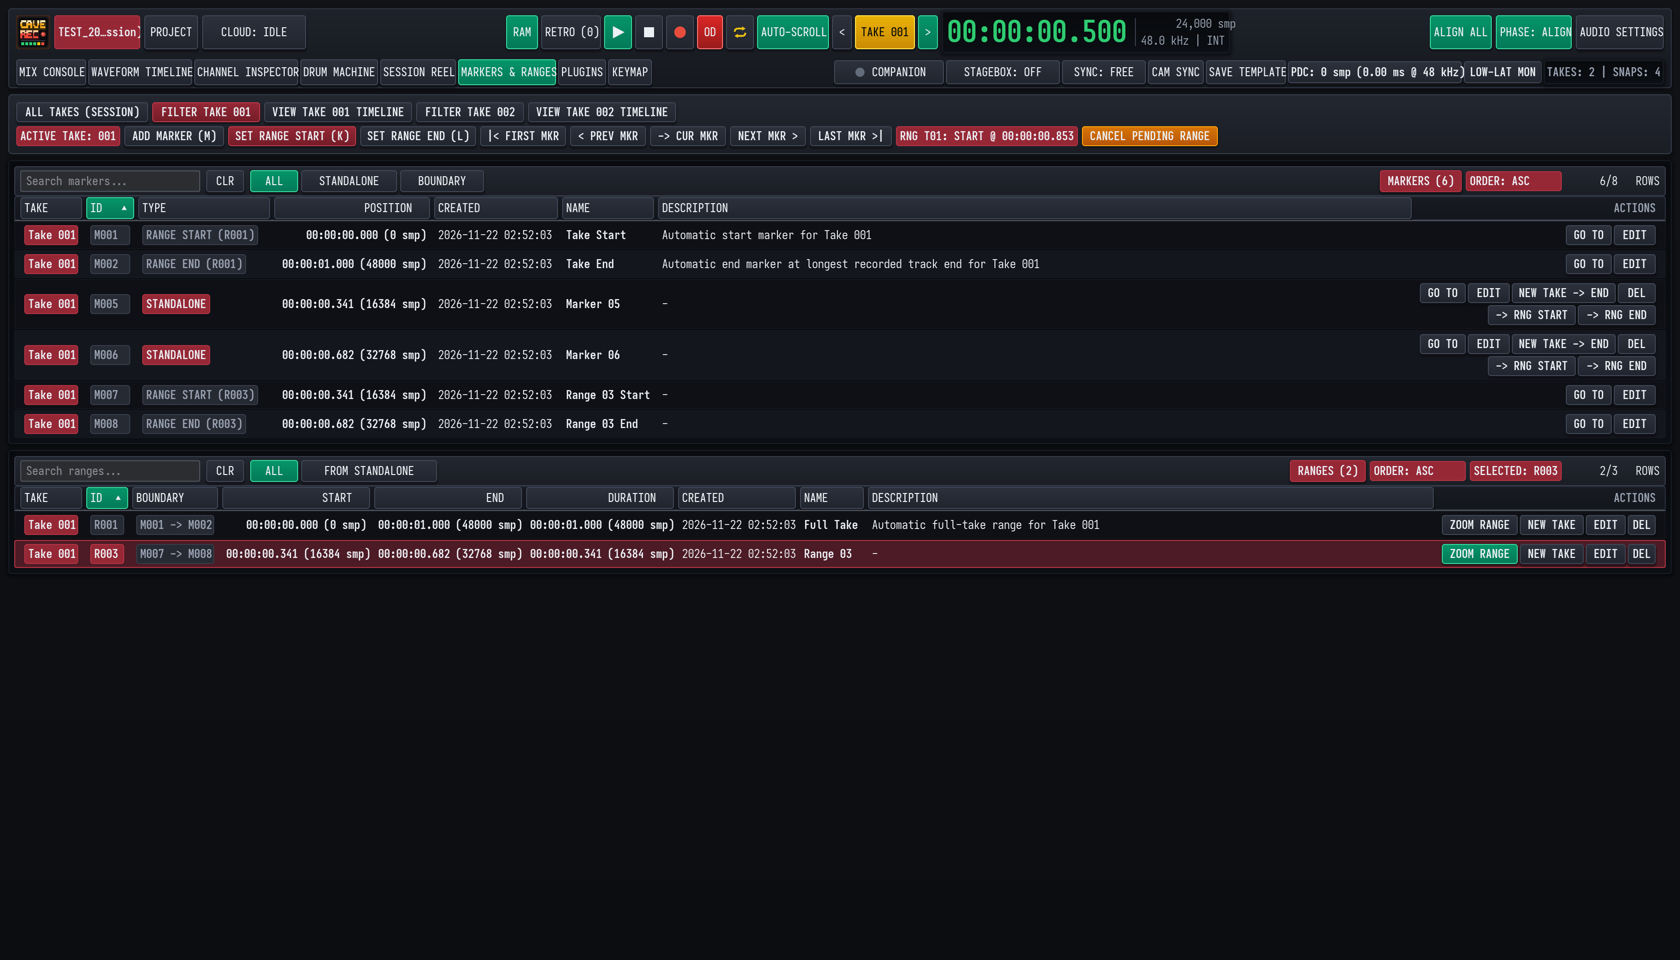 CAVE REC TEST_20…ssion] PROJECT CLOUD: IDLE RAM RETRO (0) OD AUTO-SCROLL < TAKE 001 > 00:00:00.500 24,000 smp 48.0 kHz | INT ALIGN ALL PHASE: ALIGN AUDIO SETTINGS
MIX CONSOLE WAVEFORM TIMELINE CHANNEL INSPECTOR DRUM MACHINE SESSION REEL MARKERS & RANGES PLUGINS KEYMAP COMPANION STAGEBOX: OFF SYNC: FREE CAM SYNC SAVE TEMPLATE PDC: 0 smp (0.00 ms @ 48 kHz) LOW-LAT MON TAKES: 2 | SNAPS: 4
ALL TAKES (SESSION) FILTER TAKE 001 VIEW TAKE 001 TIMELINE FILTER TAKE 002 VIEW TAKE 002 TIMELINE
ACTIVE TAKE: 001 ADD MARKER (M) SET RANGE START (K) SET RANGE END (L) |< FIRST MKR < PREV MKR -> CUR MKR NEXT MKR > LAST MKR >| RNG T01: START @ 00:00:00.853 CANCEL PENDING RANGE
Search markers... CLR ALL STANDALONE BOUNDARY MARKERS (6) ORDER: ASC 6/8 ROWS
TAKE ID ▲ TYPE POSITION CREATED NAME DESCRIPTION ACTIONS
Take 001 M001 RANGE START (R001) 00:00:00.000 (0 smp) 2026-11-22 02:52:03 Take Start Automatic start marker for Take 001 GO TO EDIT
Take 001 M002 RANGE END (R001) 00:00:01.000 (48000 smp) 2026-11-22 02:52:03 Take End Automatic end marker at longest recorded track end for Take 001 GO TO EDIT
Take 001 M005 STANDALONE 00:00:00.341 (16384 smp) 2026-11-22 02:52:03 Marker 05 – GO TO EDIT NEW TAKE -> END DEL
-> RNG START -> RNG END
Take 001 M006 STANDALONE 00:00:00.682 (32768 smp) 2026-11-22 02:52:03 Marker 06 – GO TO EDIT NEW TAKE -> END DEL
-> RNG START -> RNG END
Take 001 M007 RANGE START (R003) 00:00:00.341 (16384 smp) 2026-11-22 02:52:03 Range 03 Start – GO TO EDIT
Take 001 M008 RANGE END (R003) 00:00:00.682 (32768 smp) 2026-11-22 02:52:03 Range 03 End – GO TO EDIT
Search ranges... CLR ALL FROM STANDALONE RANGES (2) ORDER: ASC SELECTED: R003 2/3 ROWS
TAKE ID ▲ BOUNDARY START END DURATION CREATED NAME DESCRIPTION ACTIONS
Take 001 R001 M001 -> M002 00:00:00.000 (0 smp) 00:00:01.000 (48000 smp) 00:00:01.000 (48000 smp) 2026-11-22 02:52:03 Full Take Automatic full-take range for Take 001 ZOOM RANGE NEW TAKE EDIT DEL
Take 001 R003 M007 -> M008 00:00:00.341 (16384 smp) 00:00:00.682 (32768 smp) 00:00:00.341 (16384 smp) 2026-11-22 02:52:03 Range 03 – ZOOM RANGE NEW TAKE EDIT DEL